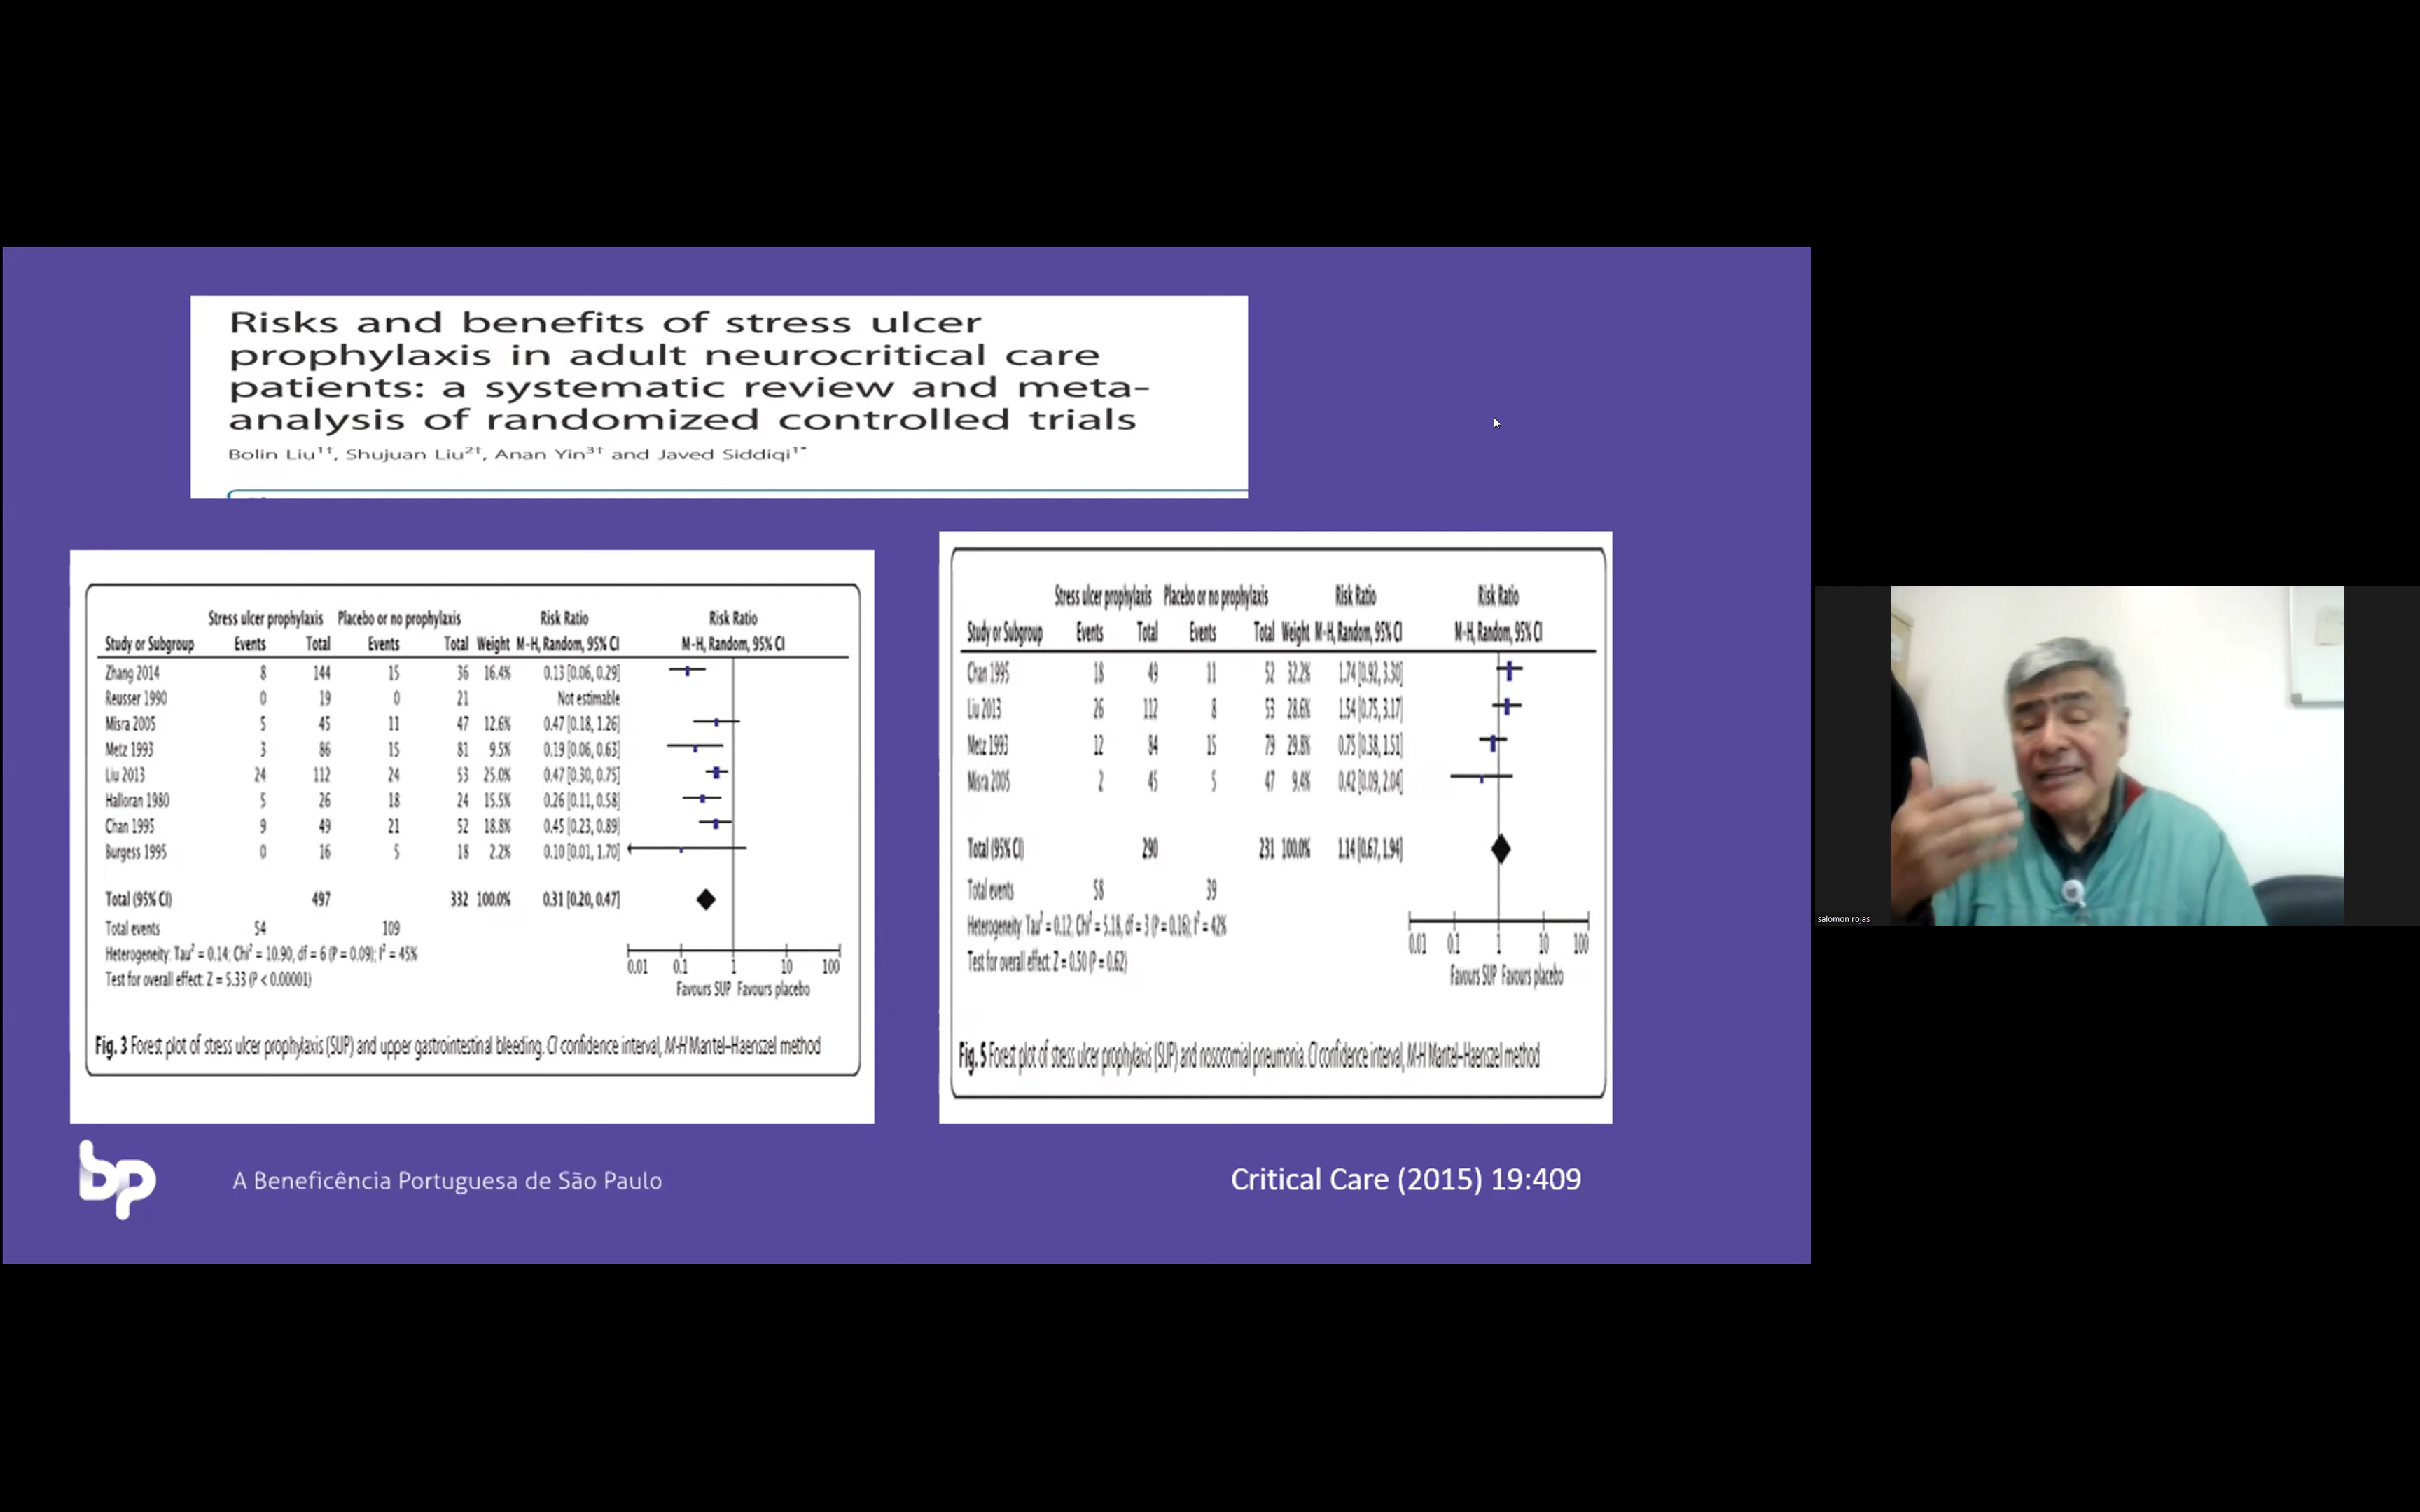 Risks and benefits of stress ulcer
prophylaxis in adult neurocritical care
patients: a systematic review and meta-
analysis of randomized controlled trials
Bolin Liu1†, Shujuan Liu2†, Anan Yin3† and Javed Siddiqi1*
Stress ulcer prophylaxis Placebo or no prophylaxis Risk Ratio Risk Ratio
Study or Subgroup Events Total Events Total Weight M-H, Random, 95% CI M-H, Random, 95% CI
Zhang 2014 8 144 15 36 16.4% 0.13 [0.06, 0.29]
Reusser 1990 0 19 0 21 Not estimable
Misra 2005 5 45 11 47 12.6% 0.47 [0.18, 1.26]
Metz 1993 3 86 15 81 9.5% 0.19 [0.06, 0.63]
Liu 2013 24 112 24 53 25.0% 0.47 [0.30, 0.75]
Halloran 1980 5 26 18 24 15.5% 0.26 [0.11, 0.58]
Chan 1995 9 49 21 52 18.8% 0.45 [0.23, 0.89]
Burgess 1995 0 16 5 18 2.2% 0.10 [0.01, 1.70]
Total (95% CI) 497 332 100.0% 0.31 [0.20, 0.47]
Total events 54 109
Heterogeneity: Tau² = 0.14; Chi² = 10.90, df = 6 (P = 0.09); I² = 45%
Test for overall effect: Z = 5.33 (P < 0.00001)
0.01 0.1 1 10 100
Favours SUP Favours placebo
Fig. 3 Forest plot of stress ulcer prophylaxis (SUP) and upper gastrointestinal bleeding. CI confidence interval, M-H Mantel–Haenszel method
Stress ulcer prophylaxis Placebo or no prophylaxis Risk Ratio Risk Ratio
Study or Subgroup Events Total Events Total Weight M-H, Random, 95% CI M-H, Random, 95% CI
Chan 1995 18 49 11 52 32.2% 1.74 [0.92, 3.30]
Liu 2013 26 112 8 53 28.6% 1.54 [0.75, 3.17]
Metz 1993 12 84 15 79 29.8% 0.75 [0.38, 1.51]
Misra 2005 2 45 5 47 9.4% 0.42 [0.09, 2.04]
Total (95% CI) 290 231 100.0% 1.14 [0.67, 1.94]
Total events 58 39
Heterogeneity: Tau² = 0.12; Chi² = 5.18, df = 3 (P = 0.16); I² = 42%
Test for overall effect: Z = 0.50 (P = 0.62)
0.01 0.1 1 10 100
Favours SUP Favours placebo
Fig. 5 Forest plot of stress ulcer prophylaxis (SUP) and nosocomial pneumonia. CI confidence interval, M-H Mantel–Haenszel method
bp
A Beneficência Portuguesa de São Paulo
Critical Care (2015) 19:409
salomon rojas